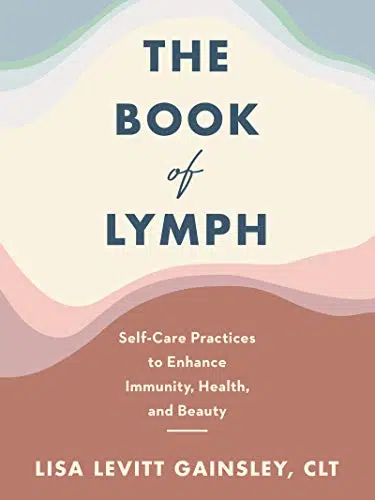 THE
BOOK
of
LYMPH
Self-Care Practices
to Enhance
Immunity, Health,
and Beauty
LISA LEVITT GAINSLEY, CLT